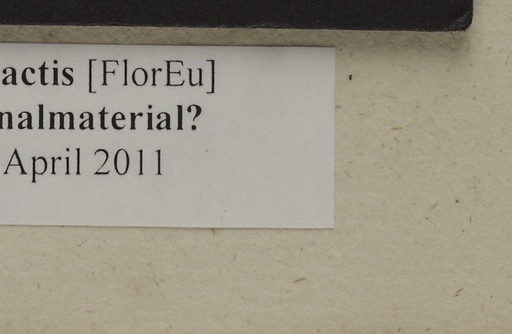 actis [FlorEu]
nalmaterial?
April 2011